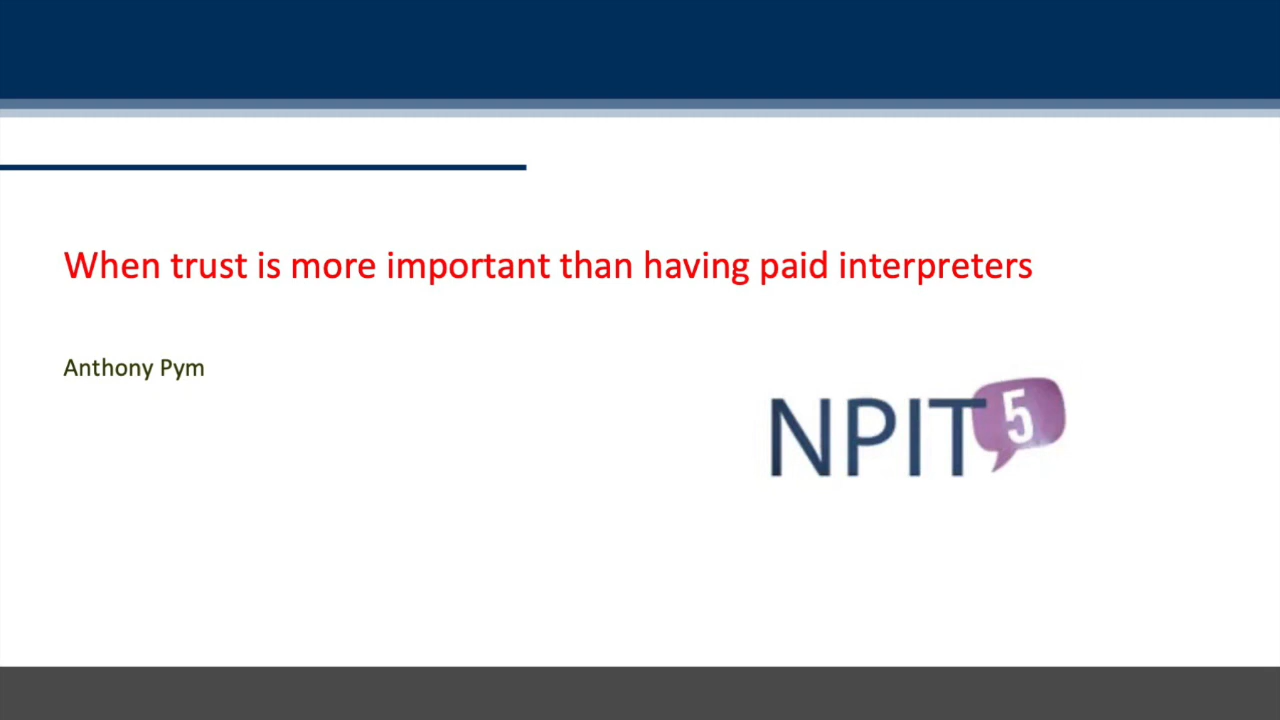 When trust is more important than having paid interpreters
Anthony Pym
NPIT5